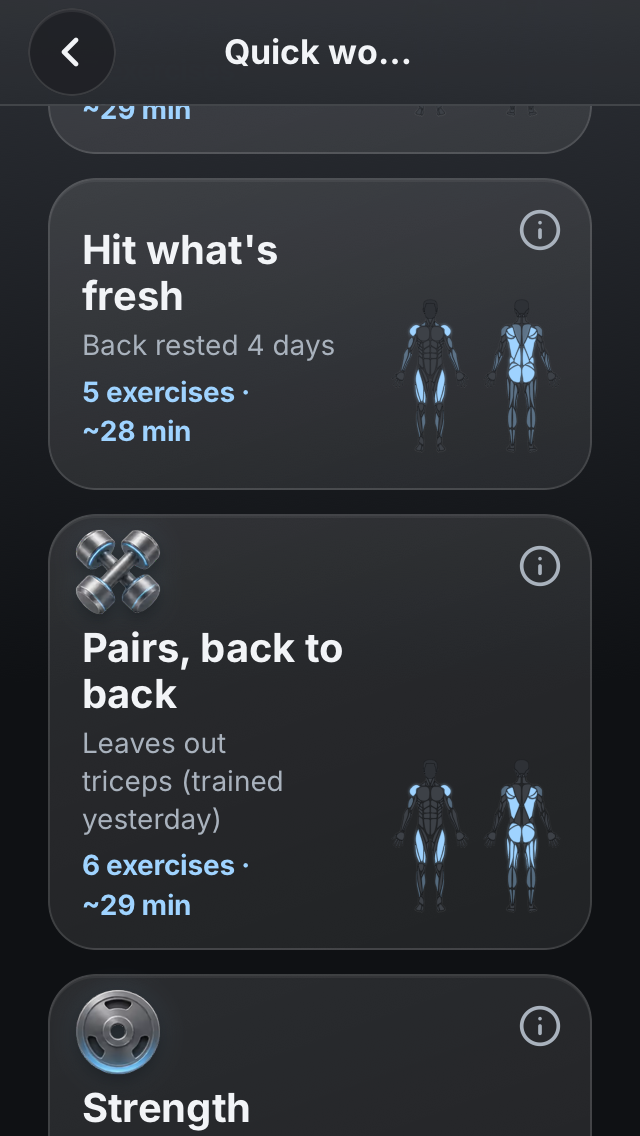 Quick wo...
~29 min
Hit what's
fresh
Back rested 4 days
5 exercises ·
~28 min
Pairs, back to
back
Leaves out
triceps (trained
yesterday)
6 exercises ·
~29 min
Strength